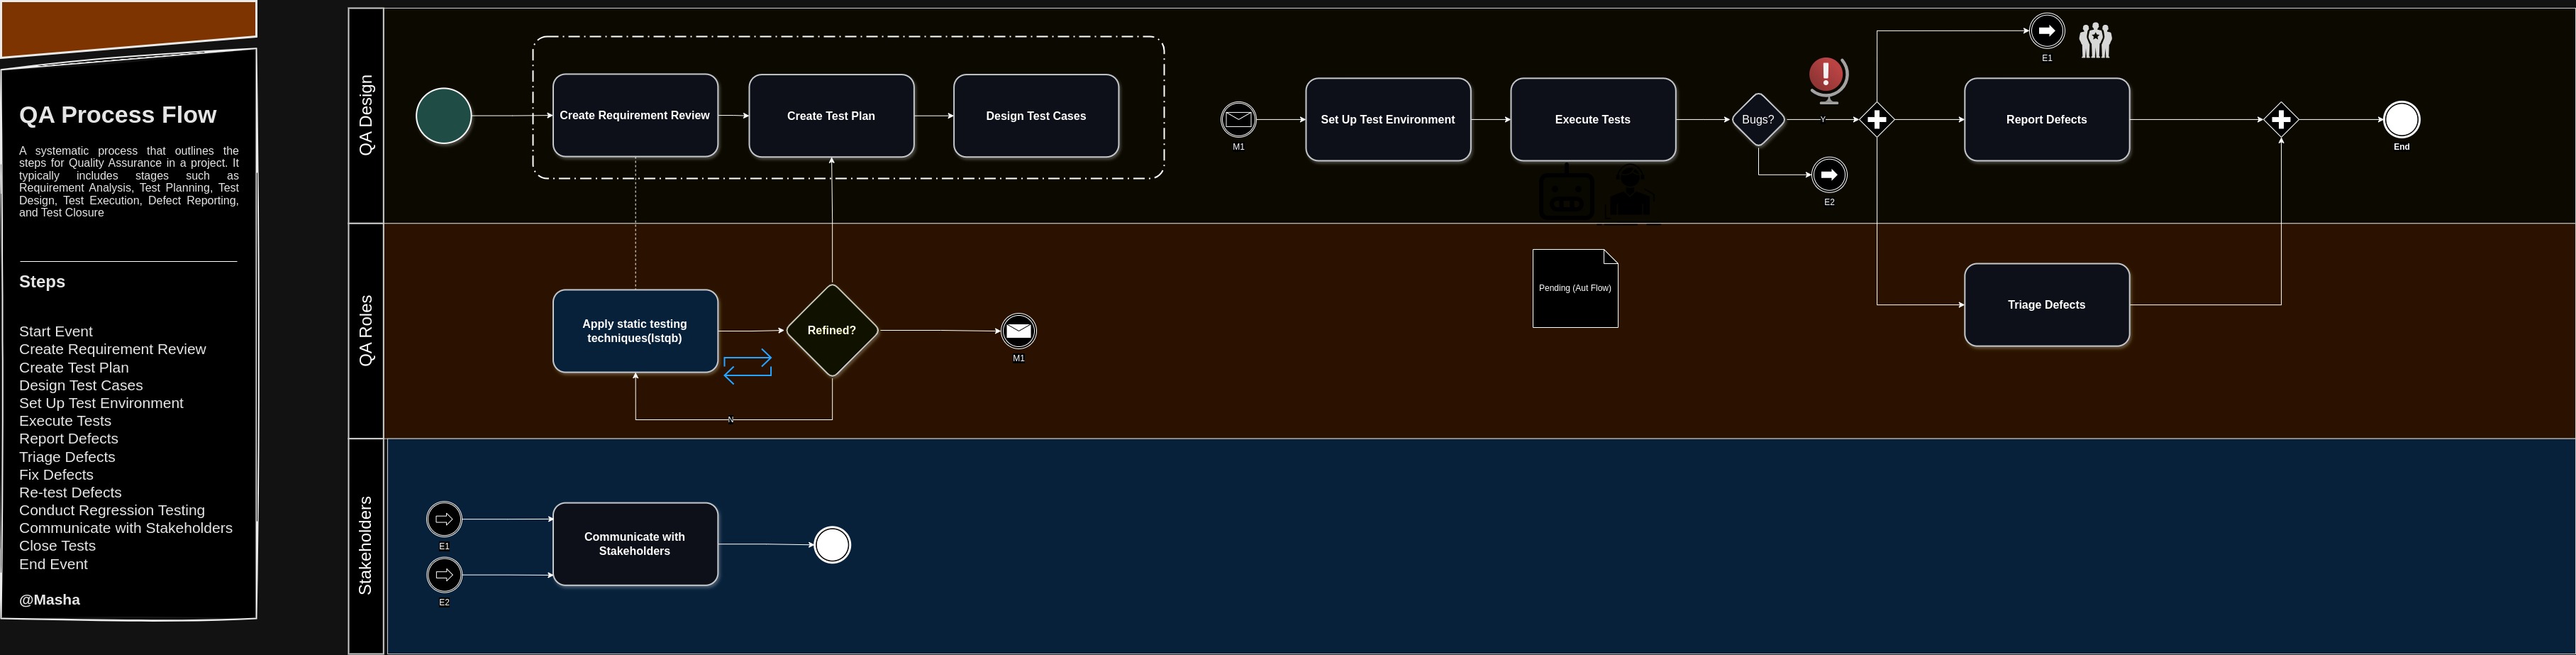 QA Process Flow
A systematic process that outlines the
steps for Quality Assurance in a project. It
typically includes stages such as
Requirement Analysis, Test Planning, Test
Design, Test Execution, Defect Reporting,
and Test Closure
Steps
Start Event
Create Requirement Review
Create Test Plan
Design Test Cases
Set Up Test Environment
Execute Tests
Report Defects
Triage Defects
Fix Defects
Re-test Defects
Conduct Regression Testing
Communicate with Stakeholders
Close Tests
End Event
@Masha
QA Design
Create Requirement Review
Create Test Plan
Design Test Cases
M1
Set Up Test Environment
Execute Tests
Bugs?
Y
E1
E2
Report Defects
End
QA Roles
Apply static testing
techniques(Istqb)
Refined?
N
M1
Pending (Aut Flow)
Triage Defects
Stakeholders
E1
E2
Communicate with
Stakeholders